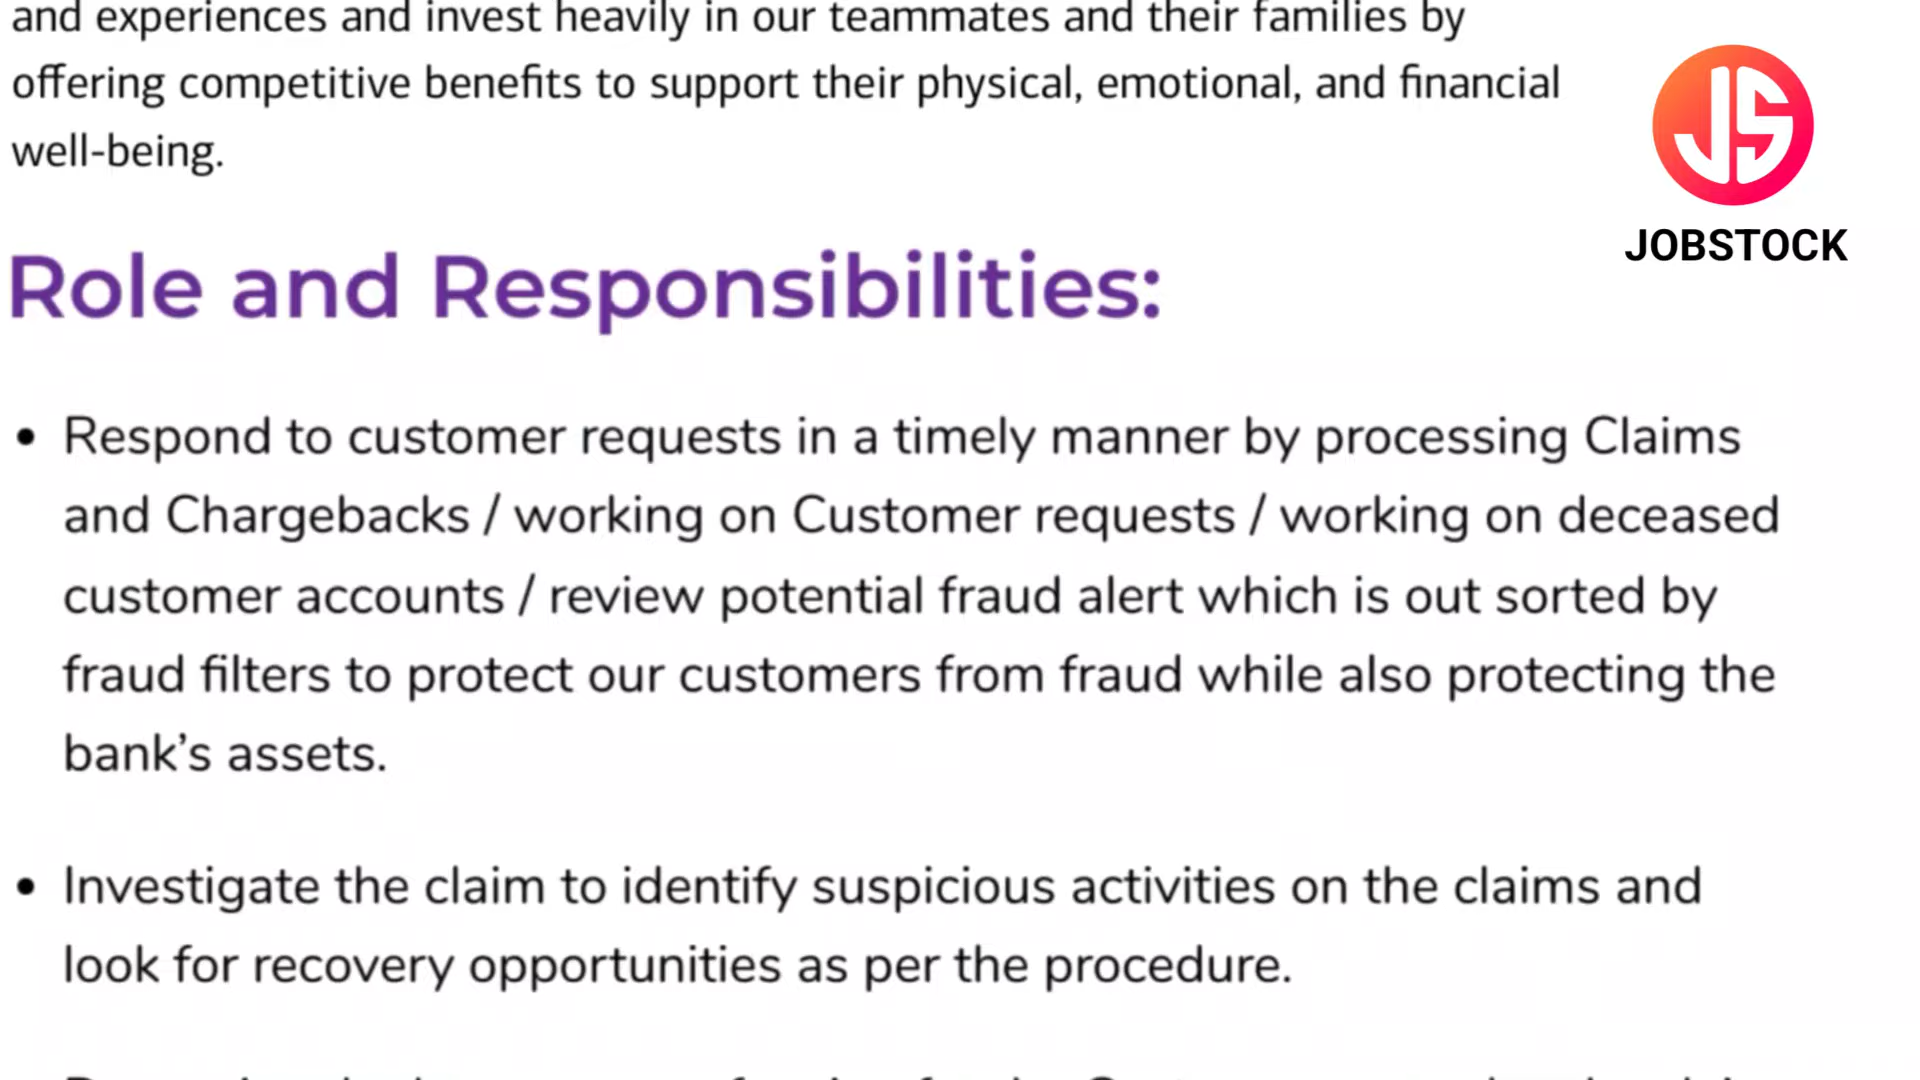 and experiences and invest heavily in our teammates and their families by
offering competitive benefits to support their physical, emotional, and financial
well-being.
JS
JOBSTOCK
Role and Responsibilities:
• Respond to customer requests in a timely manner by processing Claims
and Chargebacks / working on Customer requests / working on deceased
customer accounts / review potential fraud alert which is out sorted by
fraud filters to protect our customers from fraud while also protecting the
bank’s assets.
• Investigate the claim to identify suspicious activities on the claims and
look for recovery opportunities as per the procedure.